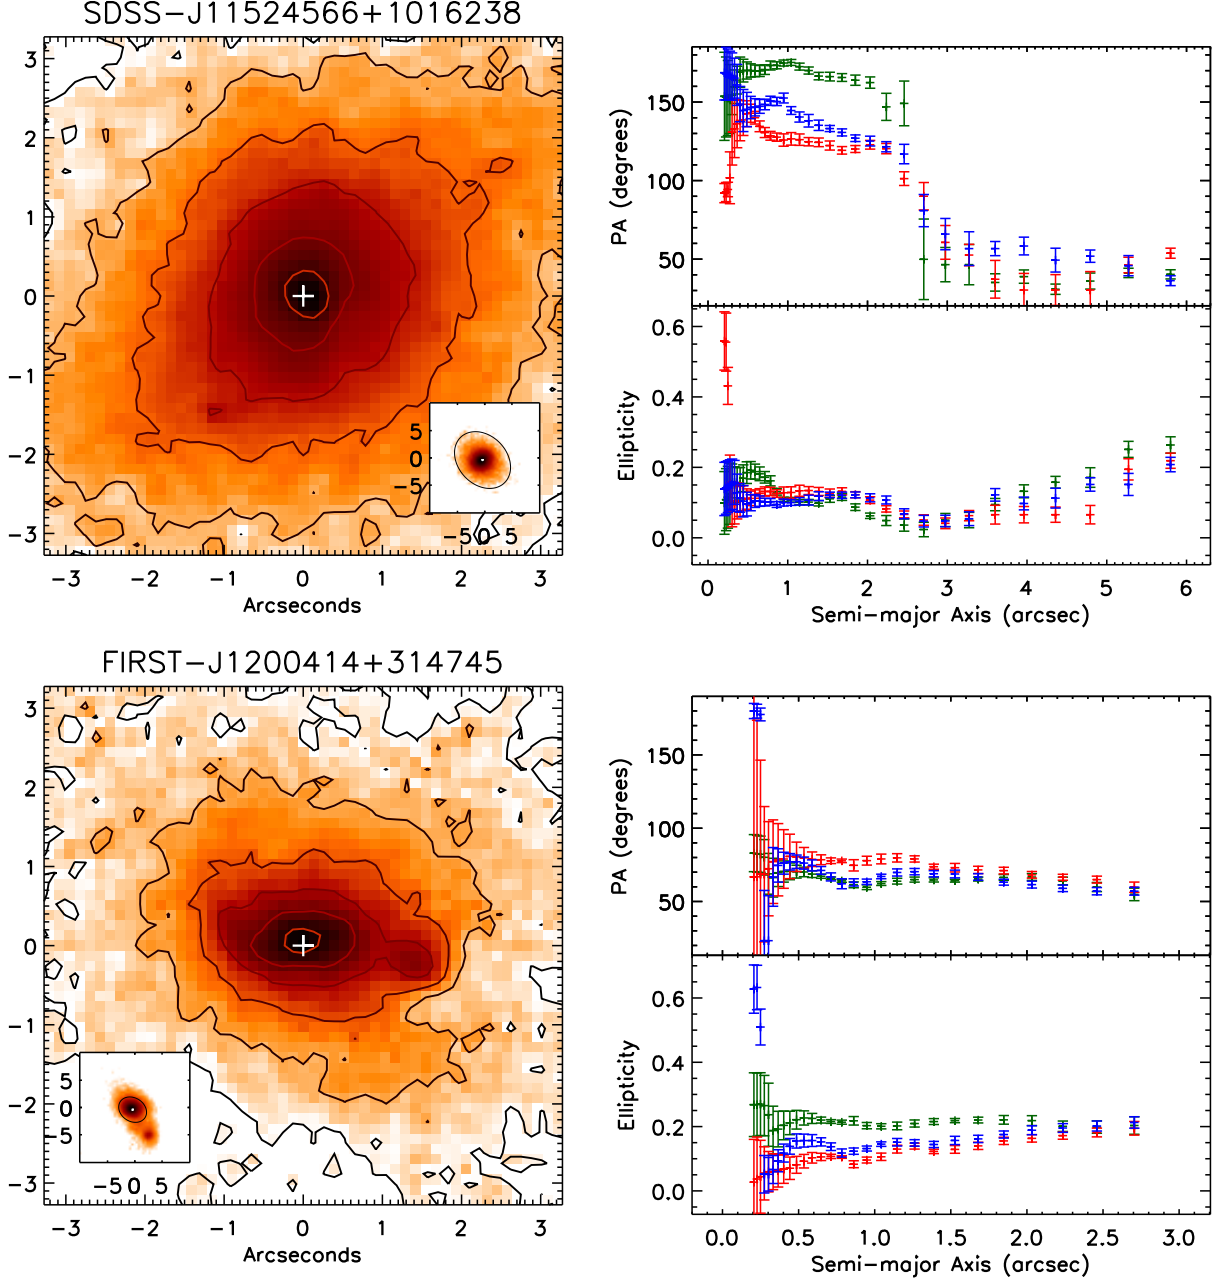 SDSS-J11524566+1016238
3
2
1
0
-1
-2
-3
-3 -2 -1 0 1 2 3
Arcseconds
5
0
-5
-5 0 5
PA (degrees)
150
100
50
Ellipticity
0.6
0.4
0.2
0.0
0 1 2 3 4 5 6
Semi-major Axis (arcsec)
FIRST-J1200414+314745
3
2
1
0
-1
-2
-3
-3 -2 -1 0 1 2 3
Arcseconds
5
0
-5
-5 0 5
PA (degrees)
150
100
50
Ellipticity
0.6
0.4
0.2
0.0
0.0 0.5 1.0 1.5 2.0 2.5 3.0
Semi-major Axis (arcsec)